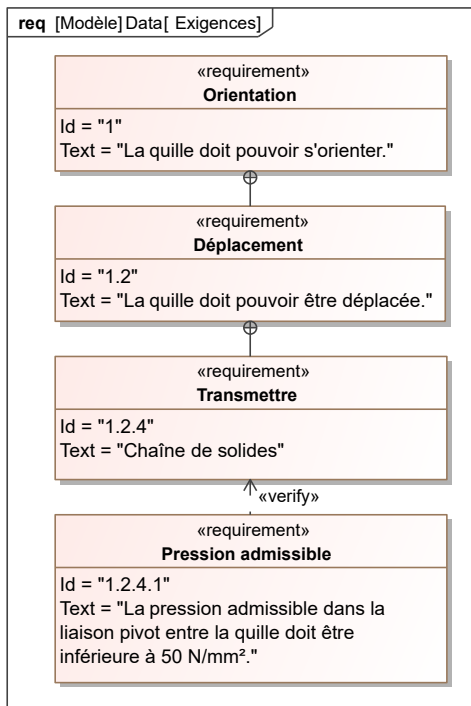 req [Modèle] Data[ Exigences]
«requirement»
Orientation
Id = "1"
Text = "La quille doit pouvoir s'orienter."
«requirement»
Déplacement
Id = "1.2"
Text = "La quille doit pouvoir être déplacée."
«requirement»
Transmettre
Id = "1.2.4"
Text = "Chaîne de solides"
«verify»
«requirement»
Pression admissible
Id = "1.2.4.1"
Text = "La pression admissible dans la
liaison pivot entre la quille doit être
inférieure à 50 N/mm²."